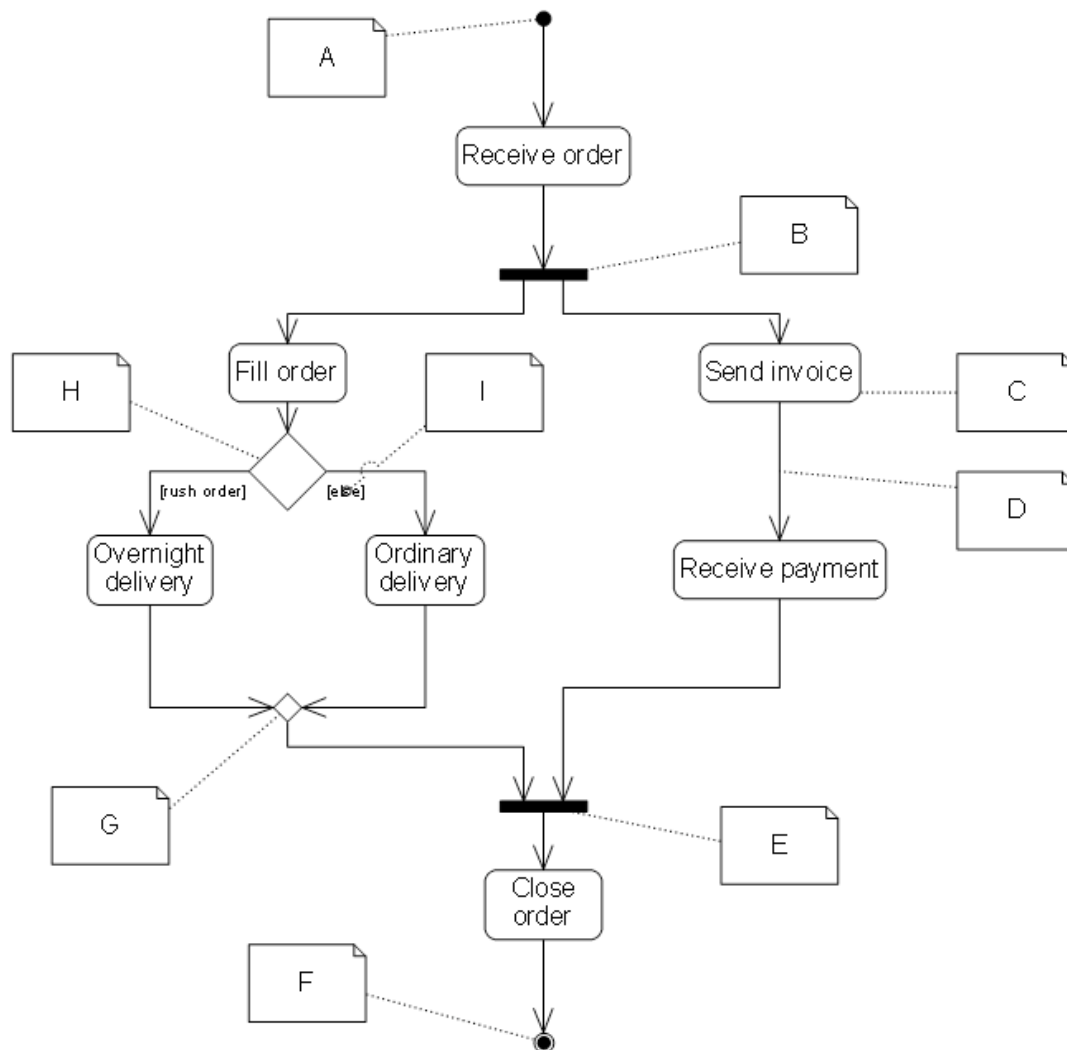 A
Receive order
B
Fill order
Send invoice
H
I
C
[rush order]
[else]
D
Overnight
delivery
Ordinary
delivery
Receive payment
G
E
Close
order
F